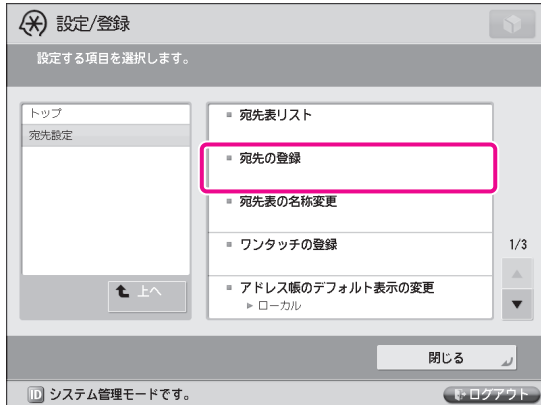 設定/登録
設定する項目を選択します。
トップ
宛先設定
上へ
宛先表リスト
宛先の登録
宛先表の名称変更
ワンタッチの登録
アドレス帳のデフォルト表示の変更
ローカル
1/3
閉じる
ID システム管理モードです。
ログアウト